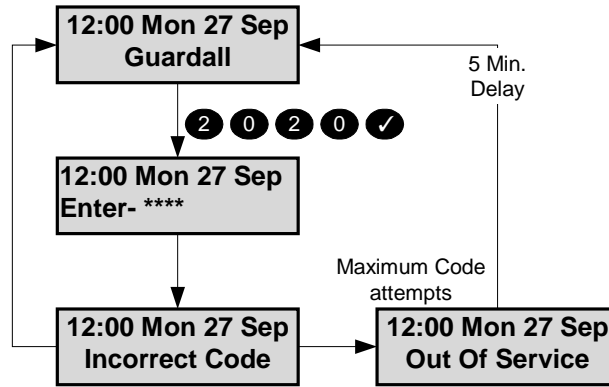 12:00 Mon 27 Sep
Guardall
5 Min.
Delay
2 0 2 0 ✓
12:00 Mon 27 Sep
Enter- ****
Maximum Code
attempts
12:00 Mon 27 Sep
Incorrect Code
12:00 Mon 27 Sep
Out Of Service